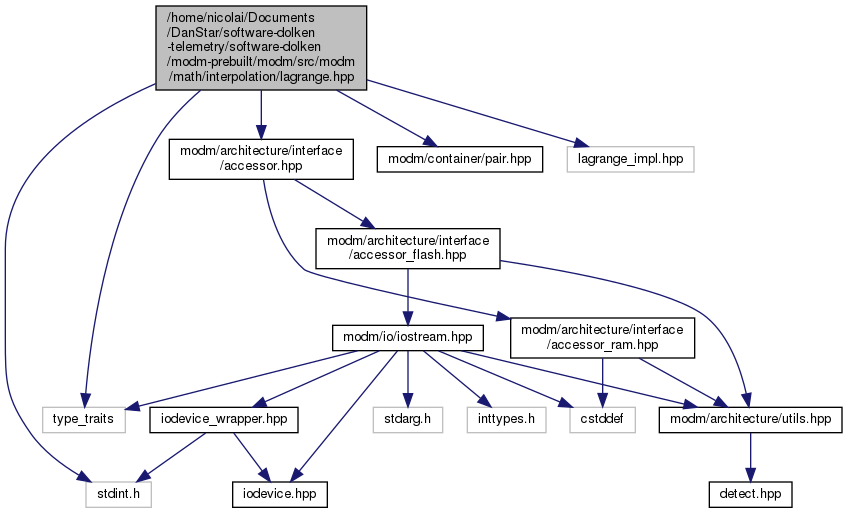 /home/nicolai/Documents
/DanStar/software-dolken
-telemetry/software-dolken
/modm-prebuilt/modm/src/modm
/math/interpolation/lagrange.hpp
modm/architecture/interface
/accessor.hpp
modm/container/pair.hpp
lagrange_impl.hpp
modm/architecture/interface
/accessor_flash.hpp
modm/io/iostream.hpp
modm/architecture/interface
/accessor_ram.hpp
type_traits
iodevice_wrapper.hpp
stdarg.h
inttypes.h
cstddef
modm/architecture/utils.hpp
stdint.h
iodevice.hpp
detect.hpp